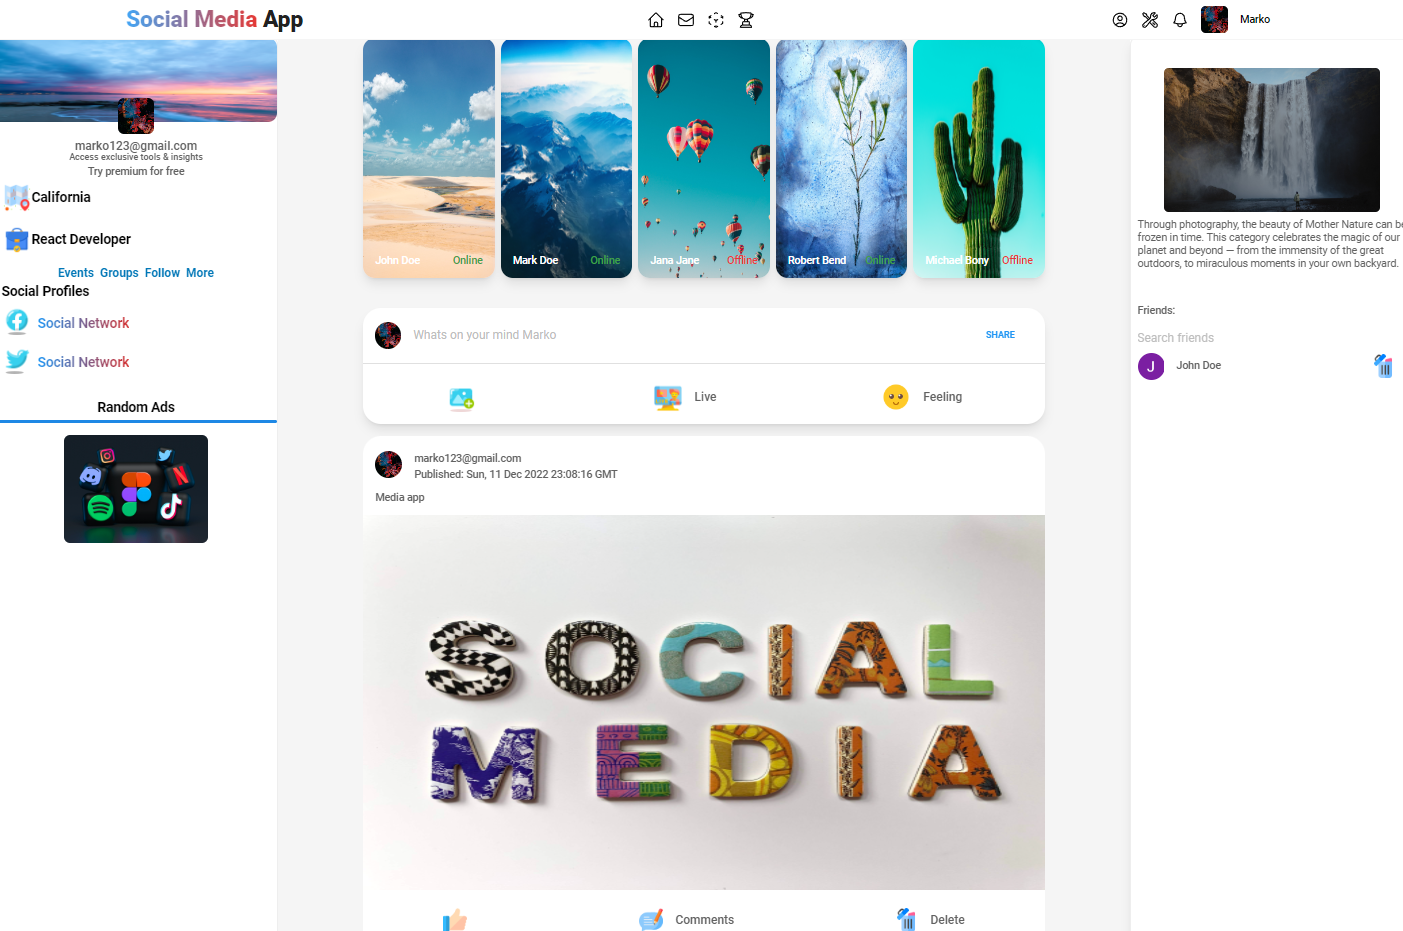 Social Media App
Marko
marko123@gmail.com
Access exclusive tools & insights
Try premium for free
California
React Developer
Events Groups Follow More
Social Profiles
Social Network
Social Network
Random Ads
John Doe Online
Mark Doe Online
Jana Jane Offline
Robert Bend Online
Michael Bony Offline
Whats on your mind Marko
SHARE
Live
Feeling
marko123@gmail.com
Published: Sun, 11 Dec 2022 23:08:16 GMT
Media app
SOCIAL
MEDIA
Comments
Delete
Through photography, the beauty of Mother Nature can be
frozen in time. This category celebrates the magic of our
planet and beyond — from the immensity of the great
outdoors, to miraculous moments in your own backyard.
Friends:
Search friends
J
John Doe